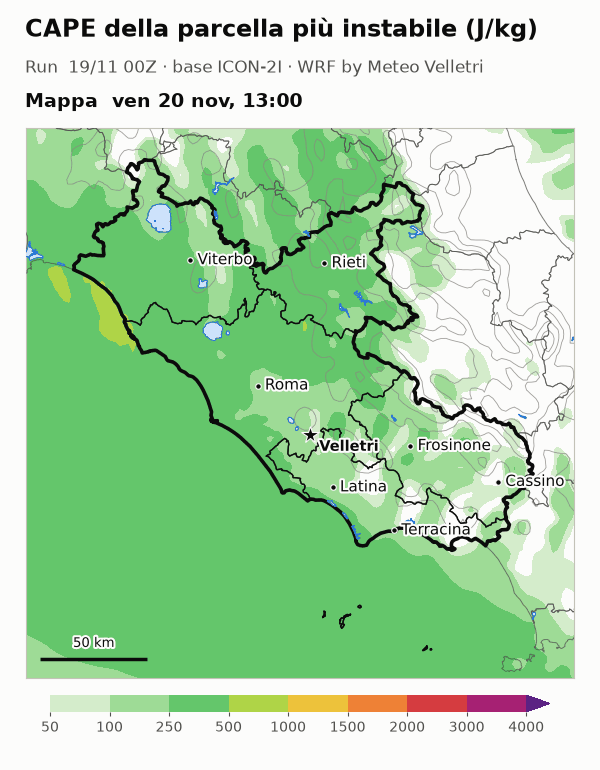 CAPE della parcella più instabile (J/kg)
Run  19/11 00Z · base ICON-2I · WRF by Meteo Velletri
Mappa  ven 20 nov, 13:00
Viterbo
Rieti
Roma
Velletri
Frosinone
Latina
Cassino
Terracina
50 km
50 100 250 500 1000 1500 2000 3000 4000